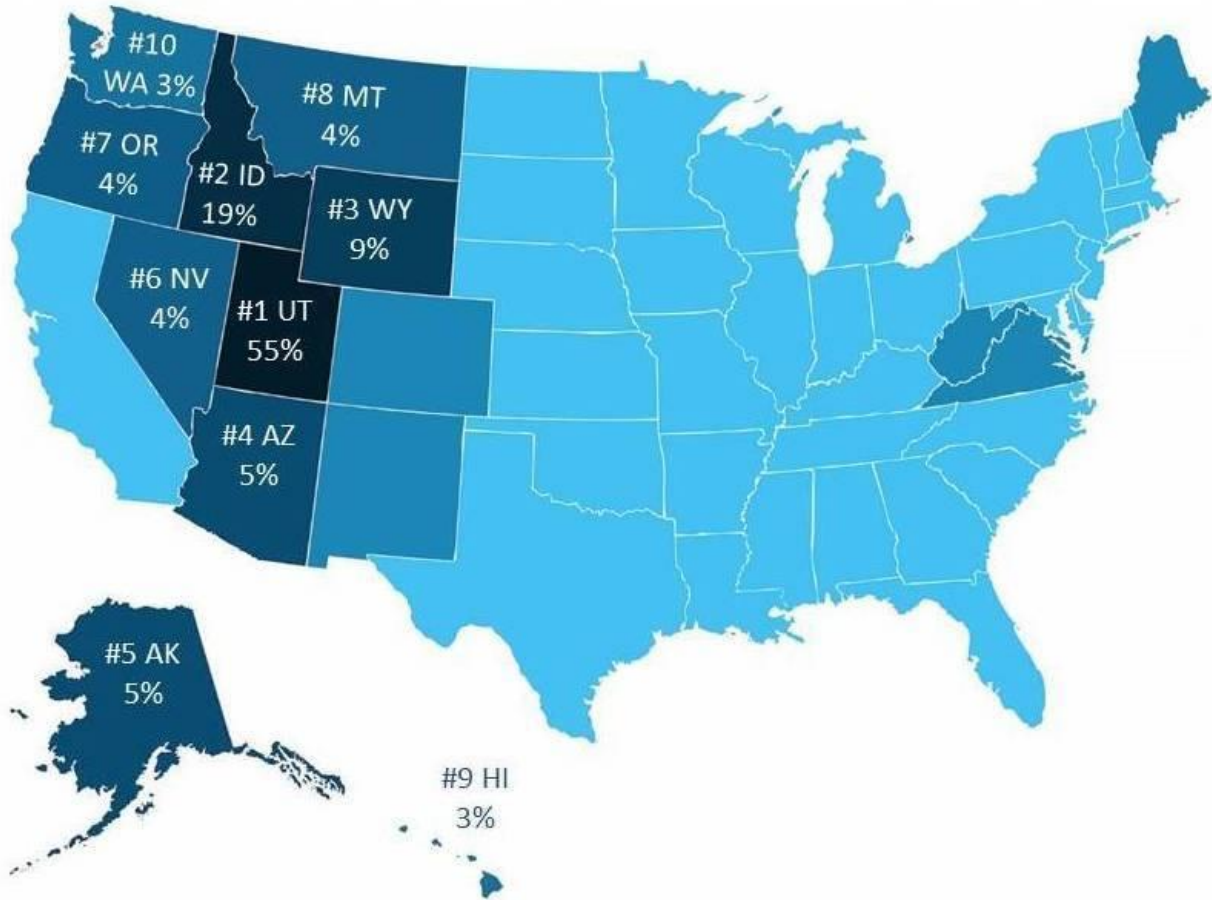 #10
WA 3%
#8 MT
4%
#7 OR
4%
#2 ID
19%
#3 WY
9%
#6 NV
4%
#1 UT
55%
#4 AZ
5%
#5 AK
5%
#9 HI
3%